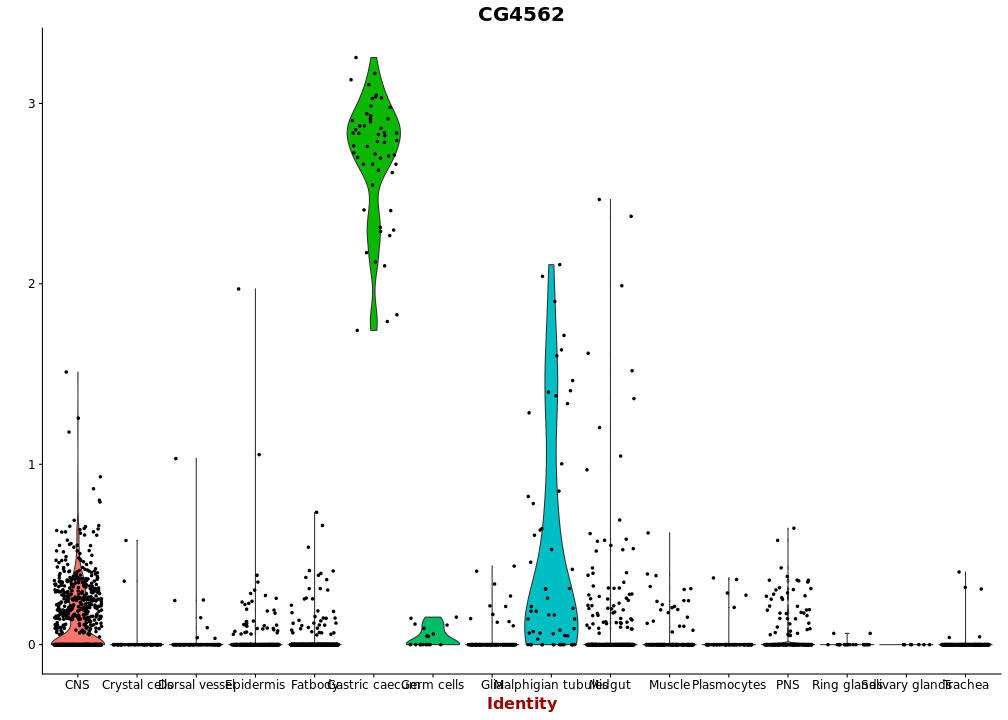 CG4562
3
2
1
0
CNS Crystal cells Dorsal vessel Epidermis Fatbody Gastric caecum Germ cells Glia Malphigian tubules Midgut Muscle Plasmocytes PNS Ring glands Salivary glands Trachea
Identity